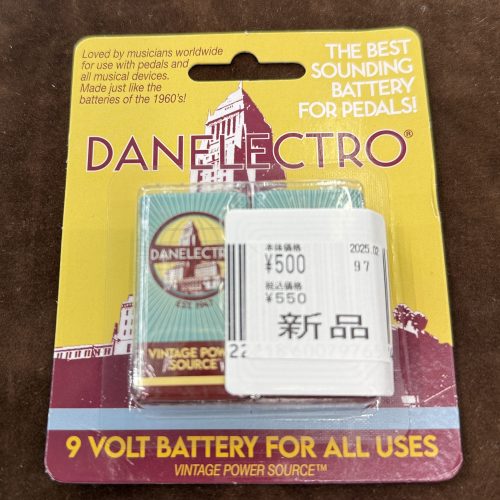 Loved by musicians worldwide
for use with pedals and
all musical devices.
Made just like the
batteries of the 1960's!
THE BEST
SOUNDING
BATTERY
FOR PEDALS!
DANELECTRO®
DANELECTRO
EST. 1947
VINTAGE POWER
SOURCE
本体価格
¥500
税込価格
¥550
2025.02
97
新品
9 VOLT BATTERY FOR ALL USES
VINTAGE POWER SOURCE™